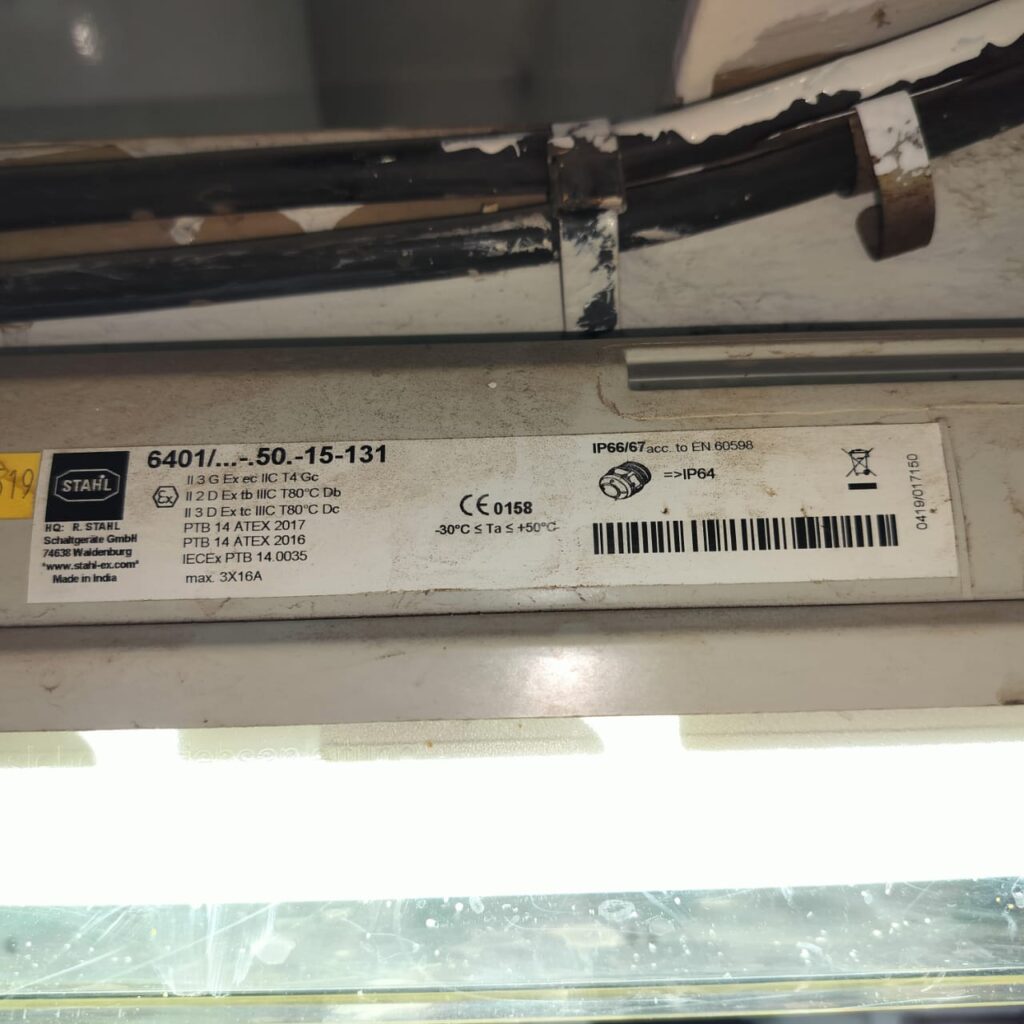 STAHL
HQ: R. STAHL
Schaltgeräte GmbH
74638 Waldenburg
"www.stahl-ex.com"
Made in India
6401/...-.50.-15-131
II 3 G Ex ec IIC T4 Gc
II 2 D Ex tb IIIC T80°C Db
II 3 D Ex tc IIIC T80°C Dc
PTB 14 ATEX 2017
PTB 14 ATEX 2016
IECEx PTB 14.0035
max. 3X16A
Ex
CE 0158
-30°C ≤ Ta ≤ +50°C
IP66/67 acc. to EN 60598
=>IP64
0419/017150